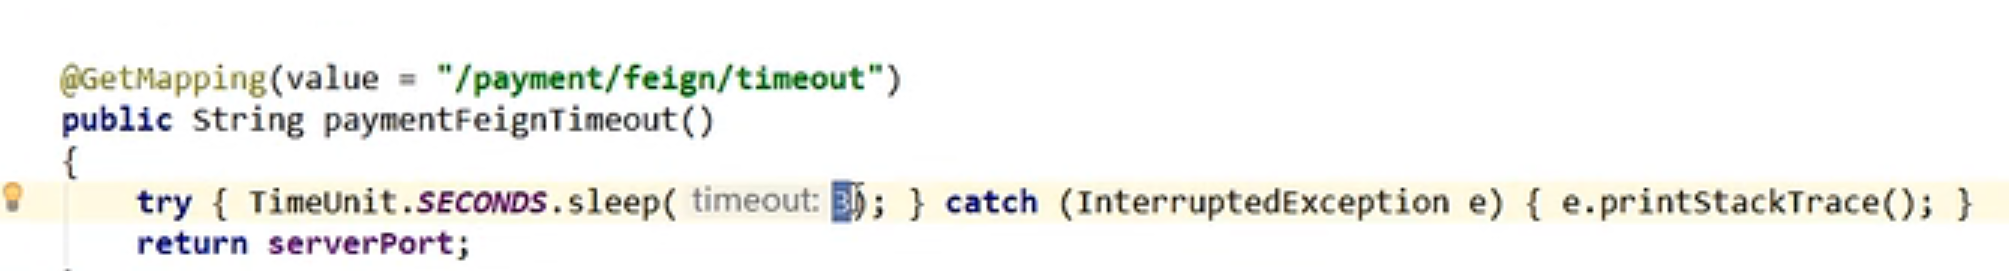 @GetMapping(value = "/payment/feign/timeout")
public String paymentFeignTimeout()
{
try { TimeUnit.SECONDS.sleep( timeout: 3); } catch (InterruptedException e) { e.printStackTrace(); }
return serverPort;